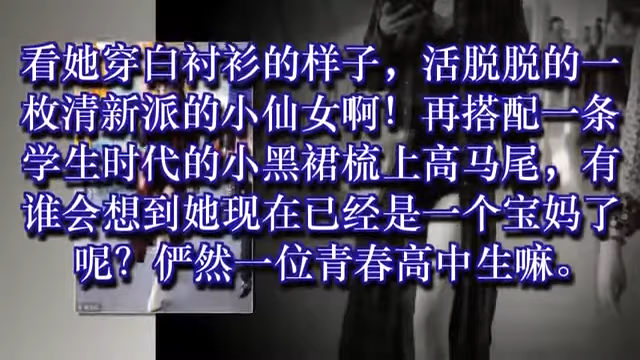 看她穿白衬衫的样子，活脱脱的一
枚清新派的小仙女啊！再搭配一条
学生时代的小黑裙梳上高马尾，有
谁会想到她现在已经是一个宝妈了
呢？俨然一位青春高中生嘛。